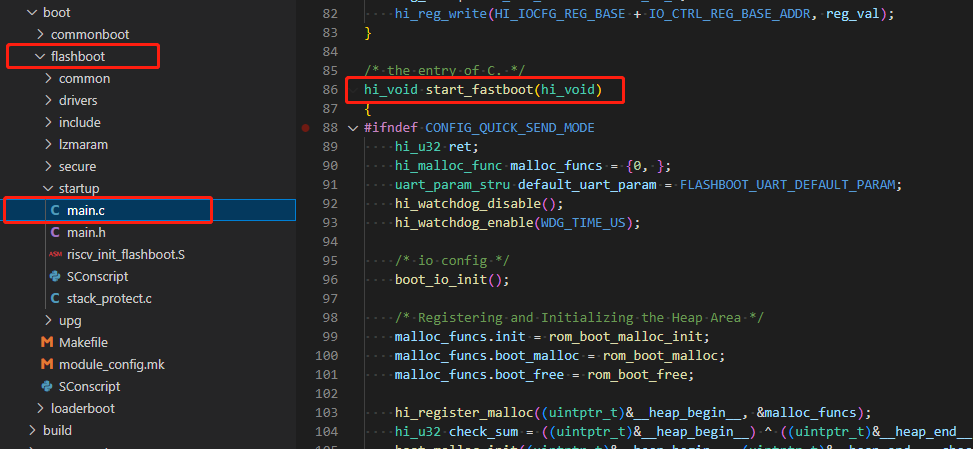 boot
commonboot
flashboot
common
drivers
include
lzmaram
secure
startup
C main.c
C main.h
ASM riscv_init_flashboot.S
SConscript
C stack_protect.c
upg
M Makefile
M module_config.mk
SConscript
loaderboot
build
82 hi_reg_write(HI_IOCFG_REG_BASE + IO_CTRL_REG_BASE_ADDR, reg_val);
83 }
84
85 /* the entry of C. */
86 hi_void start_fastboot(hi_void)
87 {
88 #ifndef CONFIG_QUICK_SEND_MODE
89 hi_u32 ret;
90 hi_malloc_func malloc_funcs = {0, };
91 uart_param_stru default_uart_param = FLASHBOOT_UART_DEFAULT_PARAM;
92 hi_watchdog_disable();
93 hi_watchdog_enable(WDG_TIME_US);
94
95 /* io config */
96 boot_io_init();
97
98 /* Registering and Initializing the Heap Area */
99 malloc_funcs.init = rom_boot_malloc_init;
100 malloc_funcs.boot_malloc = rom_boot_malloc;
101 malloc_funcs.boot_free = rom_boot_free;
102
103 hi_register_malloc((uintptr_t)&__heap_begin__, &malloc_funcs);
104 hi_u32 check_sum = ((uintptr_t)&__heap_begin__) ^ ((uintptr_t)&__heap_end__